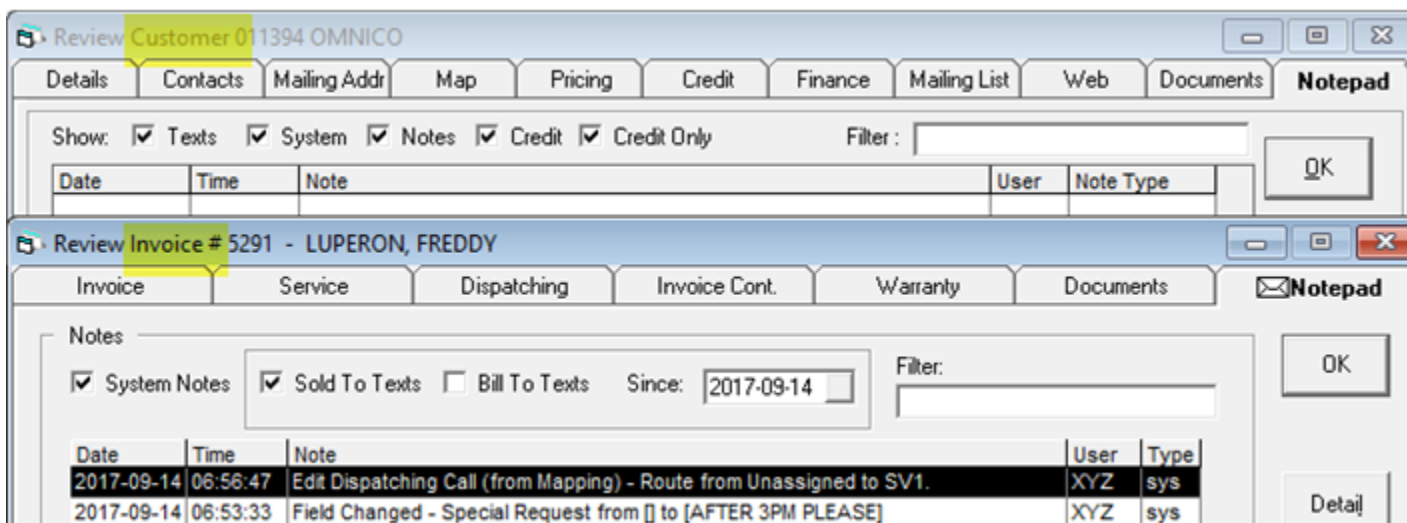 Review Customer 011394 OMNICO
Details Contacts Mailing Addr Map Pricing Credit Finance Mailing List Web Documents Notepad
Show: Texts System Notes Credit Credit Only Filter :
OK
Date Time Note User Note Type
Review Invoice # 5291 - LUPERON, FREDDY
Invoice Service Dispatching Invoice Cont. Warranty Documents Notepad
Notes
System Notes Sold To Texts Bill To Texts Since: 2017-09-14 Filter:
OK
Date Time Note User Type
2017-09-14 06:56:47 Edit Dispatching Call (from Mapping) - Route from Unassigned to SV1. XYZ sys
2017-09-14 06:53:33 Field Changed - Special Request from [] to [AFTER 3PM PLEASE] XYZ sys
Detail